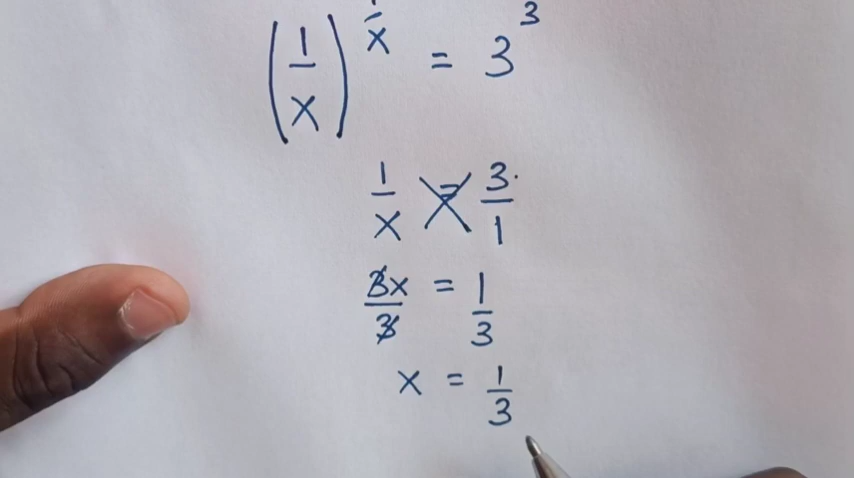 (1/x)^(1/x) = 3^3
1/x = 3/1
3x/3 = 1/3
x = 1/3